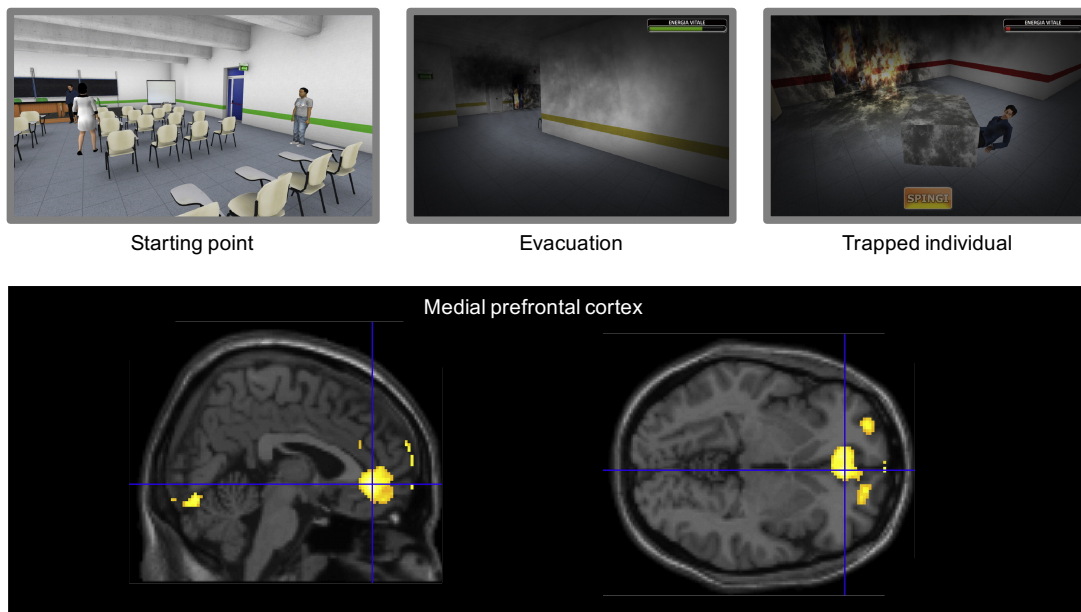 ENERGIA VITALE
ENERGIA VITALE
SPINGI
Starting point
Evacuation
Trapped individual
Medial prefrontal cortex